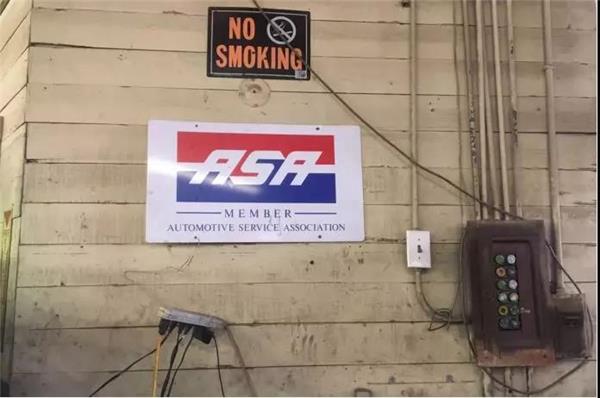 NO
SMOKING
ASA
MEMBER
AUTOMOTIVE SERVICE ASSOCIATION